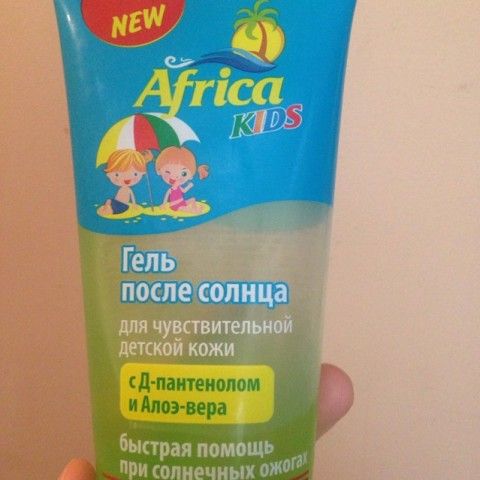 NEW
Africa
KIDS
Гель
после солнца
для чувствительной
детской кожи
с Д-пантенолом
и Алоэ-вера
быстрая помощь
при солнечных ожогах